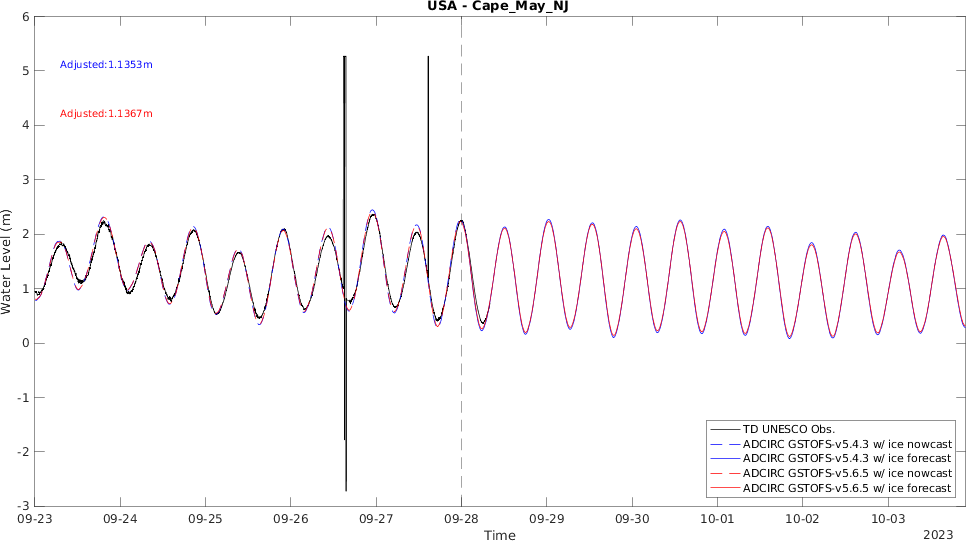 USA - Cape_May_NJ
6
5
4
3
2
1
0
-1
-2
-3
Water Level (m)
Adjusted:1.1353m
Adjusted:1.1367m
TD UNESCO Obs.
ADCIRC GSTOFS-v5.4.3 w/ ice nowcast
ADCIRC GSTOFS-v5.4.3 w/ ice forecast
ADCIRC GSTOFS-v5.6.5 w/ ice nowcast
ADCIRC GSTOFS-v5.6.5 w/ ice forecast
09-23 09-24 09-25 09-26 09-27 09-28 09-29 09-30 10-01 10-02 10-03
Time
2023